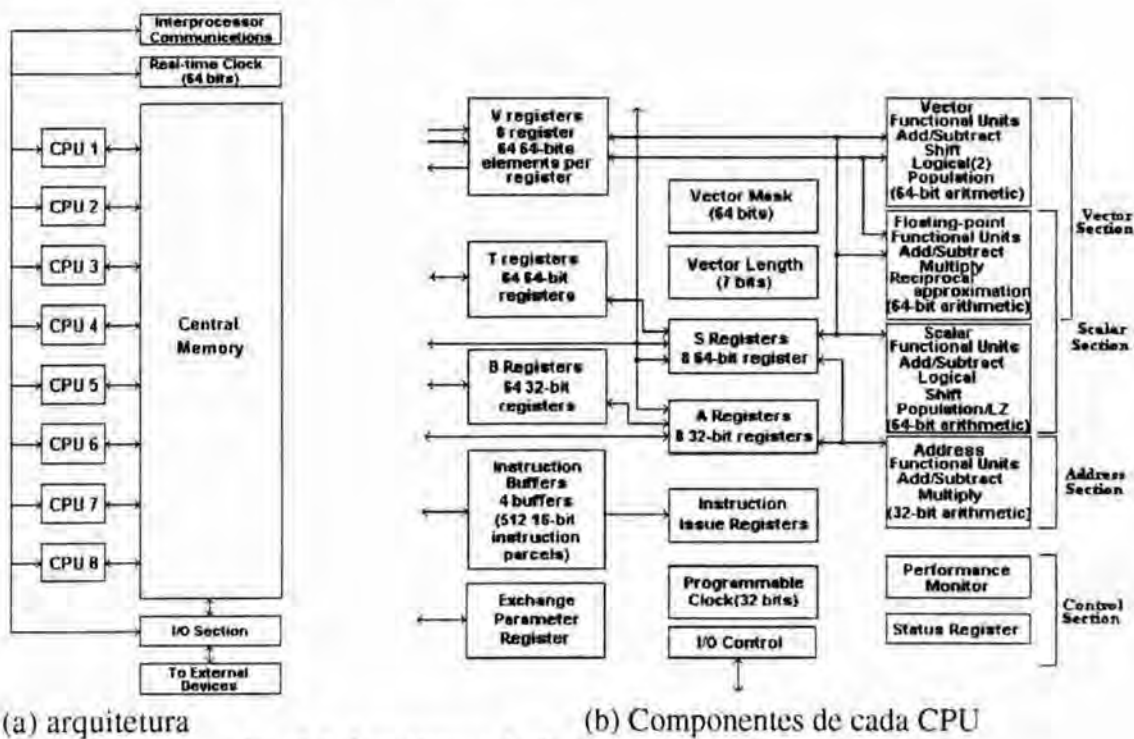 Interprocessor
Communications
Real-time Clock
(64 bits)
CPU 1
CPU 2
CPU 3
CPU 4
CPU 5
CPU 6
CPU 7
CPU 8
Central
Memory
I/O Section
To External
Devices
(a) arquitetura
V registers
8 register
64 64-bite
elements per
register
T registers
64 64-bit
registers
B Registers
64 32-bit
registers
Instruction
Buffers
4 buffers
(512 16-bit
instruction
parcels)
Exchange
Parameter
Register
Vector Mask
(64 bits)
Vector Length
(7 bits)
S Registers
8 64-bit register
A Registers
8 32-bit registers
Instruction
Issue Registers
Programmable
Clock(32 bits)
I/O Control
Vector
Functional Units
Add/Subtract
Shift
Logical(2)
Population
(64-bit aritmetic)
Floating-point
Functional Units
Add/Subtract
Multiply
Reciprocal
approximation
(64-bit arithmetic)
Scalar
Functional Units
Add/Subtract
Logical
Shift
Population/LZ
(64-bit arithmetic)
Address
Functional Units
Add/Subtract
Multiply
(32-bit arithmetic)
Performance
Monitor
Status Register
Vector
Section
Scalar
Section
Address
Section
Control
Section
(b) Componentes de cada CPU